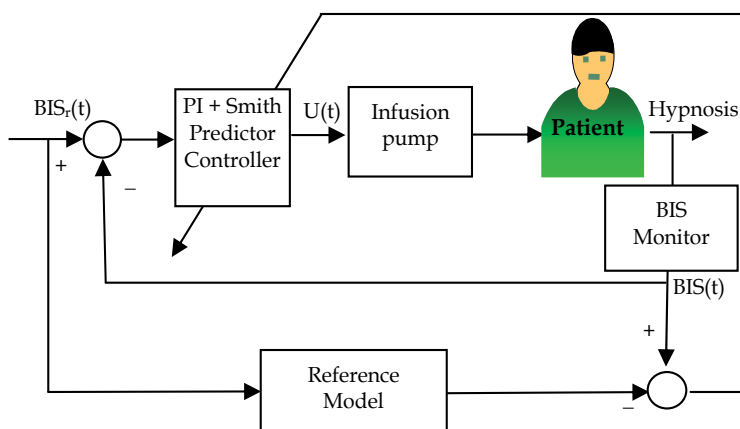 BISr(t)
+
−
PI + Smith
Predictor
Controller
U(t)
Infusion
pump
Patient
Hypnosis
BIS
Monitor
BIS(t)
+
Reference
Model
−